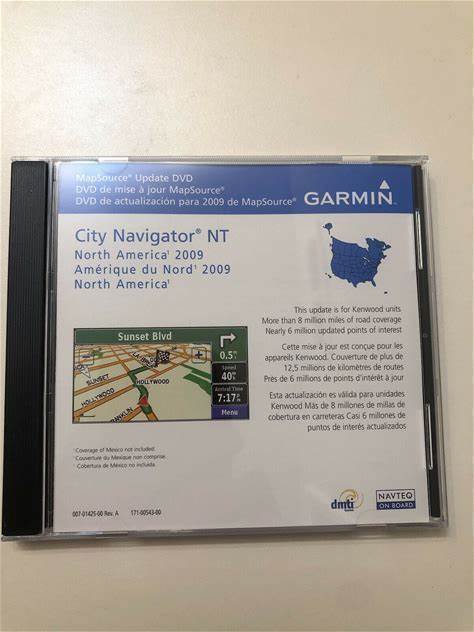 MapSource® Update DVD
DVD de mise à jour MapSource®
DVD de actualización para 2009 de MapSource®
GARMIN
City Navigator® NT
North America¹ 2009
Amérique du Nord¹ 2009
North America¹
This update is for Kenwood units
More than 8 million miles of road coverage
Nearly 6 million updated points of interest
Cette mise à jour est conçue pour les
appareils Kenwood. Couverture de plus de
12,5 millions de kilomètres de routes
Près de 6 millions de points d'intérêt à jour
Esta actualización es válida para unidades
Kenwood Más de 8 millones de millas de
cobertura en carreteras Casi 6 millones de
puntos de interés actualizados
Sunset Blvd
0.5
Speed
40
Arrival Time
7:17
Menu
SUNSET
HOLLYWOOD
HOLLYWOOD
¹Coverage of Mexico not included.
¹Couverture du Mexique non comprise.
¹ Cobertura de México no incluida.
007-01425-00 Rev. A 171-00543-00
dmti
NAVTEQ
ON BOARD